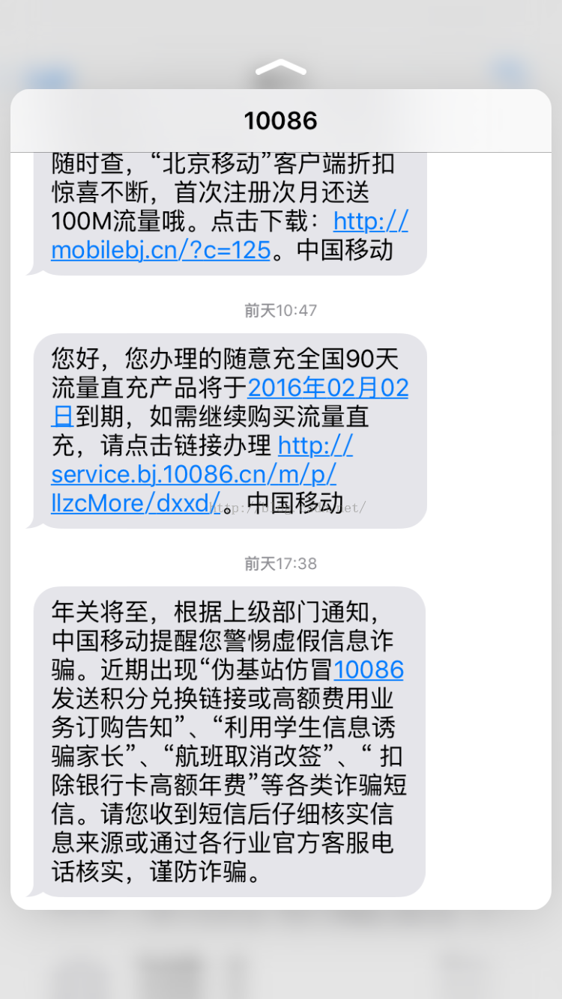 10086
随时查，“北京移动”客户端折扣
惊喜不断，首次注册次月还送
100M流量哦。点击下载：http://
mobilebj.cn/?c=125。中国移动
前天10:47
您好，您办理的随意充全国90天
流量直充产品将于2016年02月02
日到期，如需继续购买流量直
充，请点击链接办理 http://
service.bj.10086.cn/m/p/
llzcMore/dxxd/。中国移动
http://blog.csdn.net/
前天17:38
年关将至，根据上级部门通知，
中国移动提醒您警惕虚假信息诈
骗。近期出现“伪基站仿冒10086
发送积分兑换链接或高额费用业
务订购告知”、“利用学生信息诱
骗家长”、“航班取消改签”、“ 扣
除银行卡高额年费”等各类诈骗短
信。请您收到短信后仔细核实信
息来源或通过各行业官方客服电
话核实，谨防诈骗。